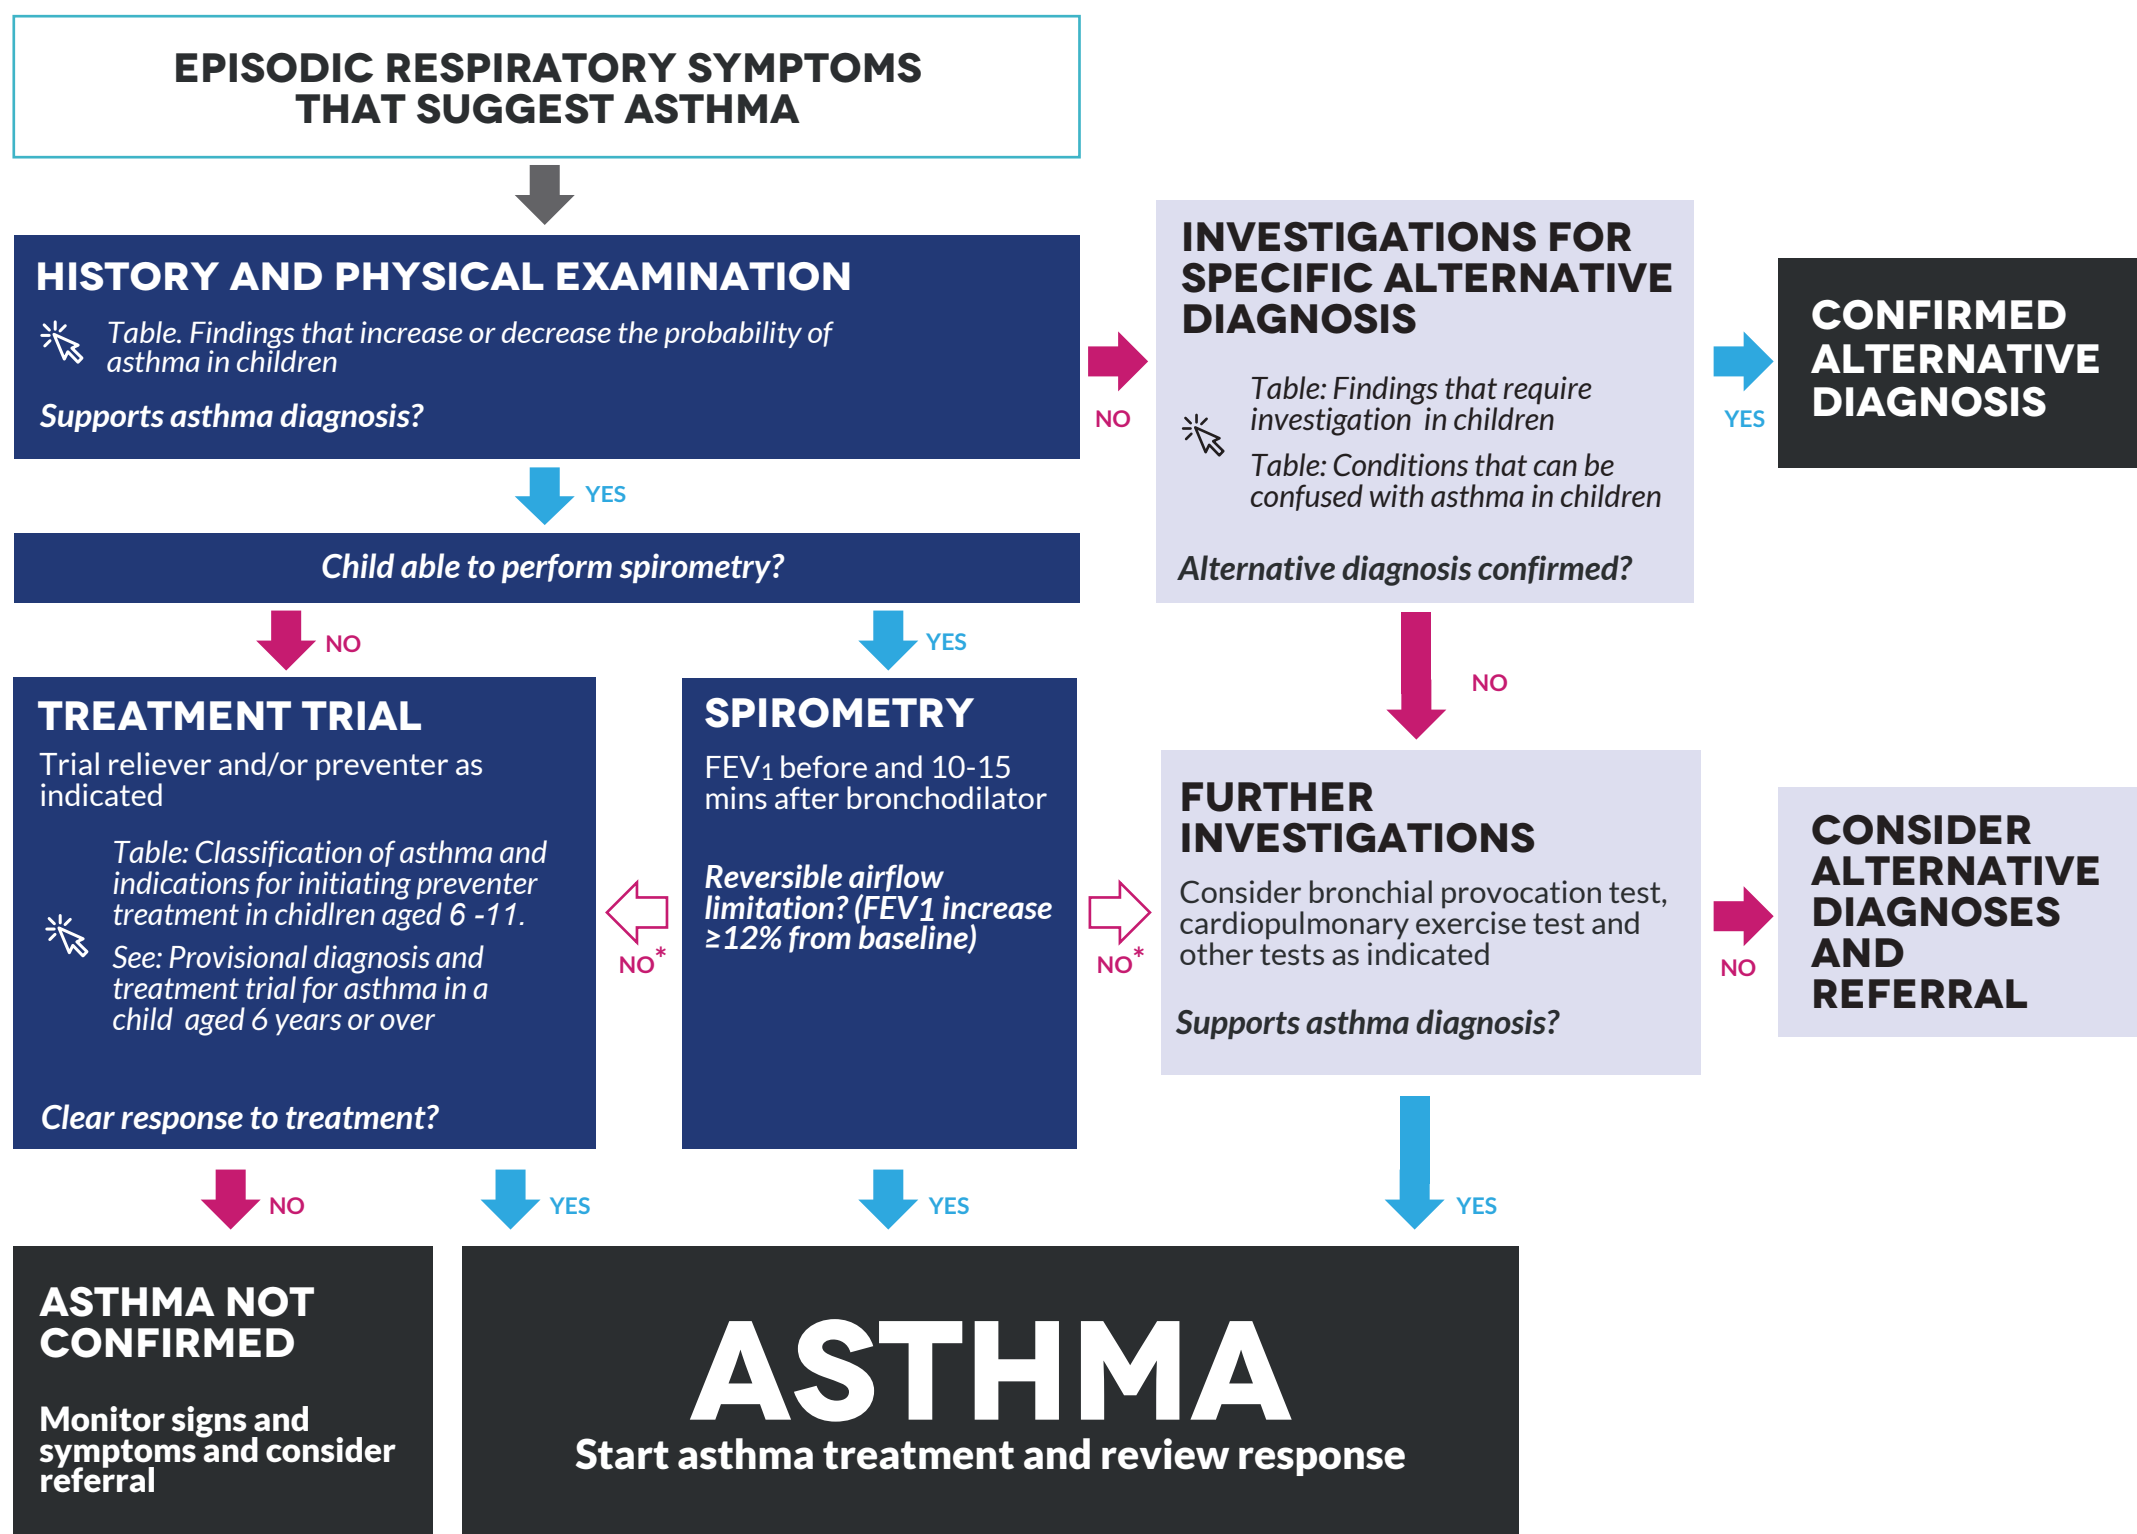 EPISODIC RESPIRATORY SYMPTOMS
THAT SUGGEST ASTHMA
HISTORY AND PHYSICAL EXAMINATION
Table. Findings that increase or decrease the probability of
asthma in children
Supports asthma diagnosis?
NO
INVESTIGATIONS FOR
SPECIFIC ALTERNATIVE
DIAGNOSIS
Table: Findings that require
investigation in children
Table: Conditions that can be
confused with asthma in children
Alternative diagnosis confirmed?
YES
CONFIRMED
ALTERNATIVE
DIAGNOSIS
YES
Child able to perform spirometry?
NO
YES
NO
TREATMENT TRIAL
Trial reliever and/or preventer as
indicated
Table: Classification of asthma and
indications for initiating preventer
treatment in chidlren aged 6 -11.
See: Provisional diagnosis and
treatment trial for asthma in a
child aged 6 years or over
Clear response to treatment?
NO*
SPIROMETRY
FEV1 before and 10-15
mins after bronchodilator
Reversible airflow
limitation? (FEV1 increase
≥12% from baseline)
NO*
FURTHER
INVESTIGATIONS
Consider bronchial provocation test,
cardiopulmonary exercise test and
other tests as indicated
Supports asthma diagnosis?
NO
CONSIDER
ALTERNATIVE
DIAGNOSES
AND
REFERRAL
NO
YES
YES
YES
ASTHMA NOT
CONFIRMED
Monitor signs and
symptoms and consider
referral
ASTHMA
Start asthma treatment and review response